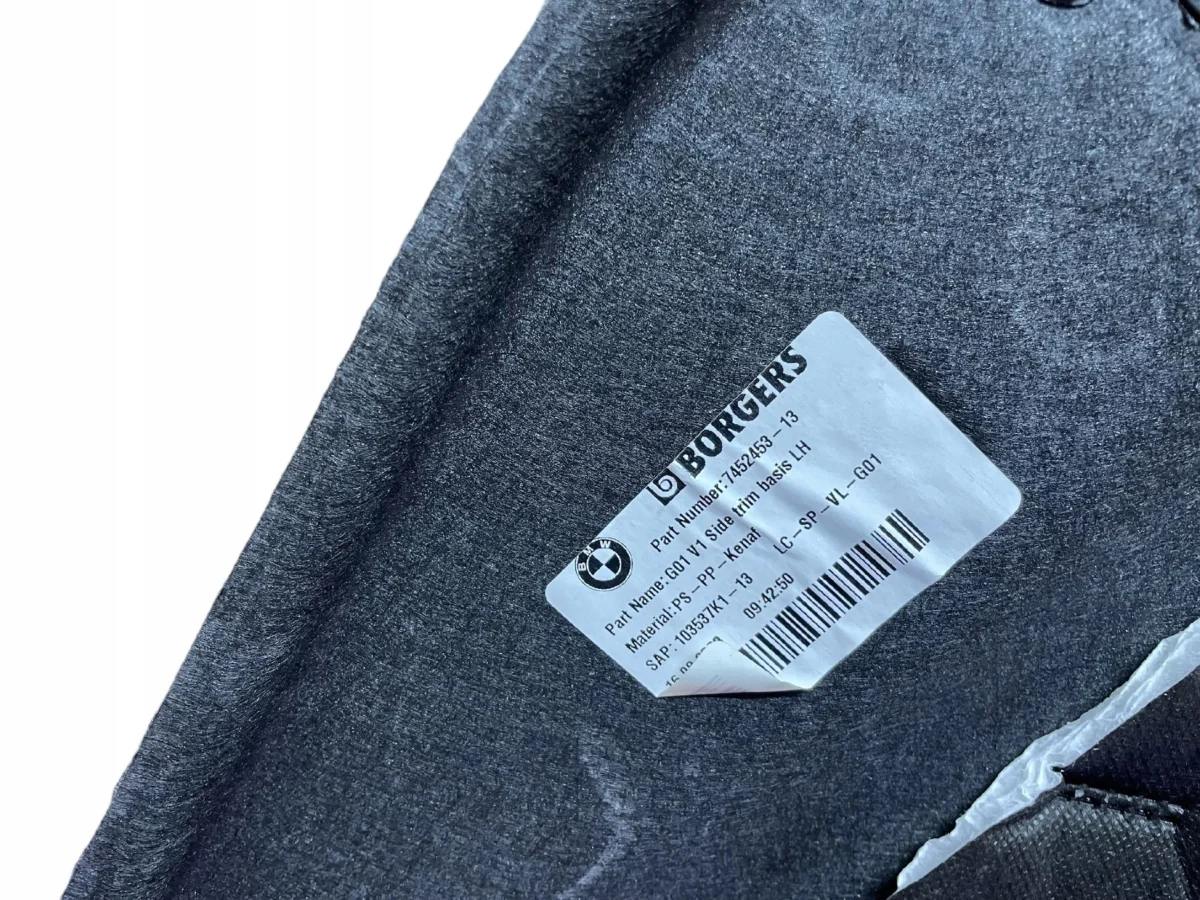 BORGERS
BMW
Part Number: 7452453-13
Part Name: G01 V1 Side trim basis LH
Material: PS-PP-Kenaf
SAP: 103537K1-13
LC-SP-VL-G01
09:42:50